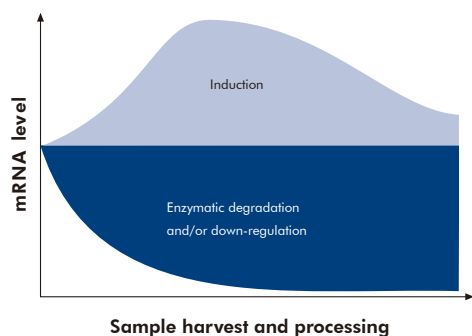 mRNA level
Induction
Enzymatic degradation
and/or down-regulation
Sample harvest and processing